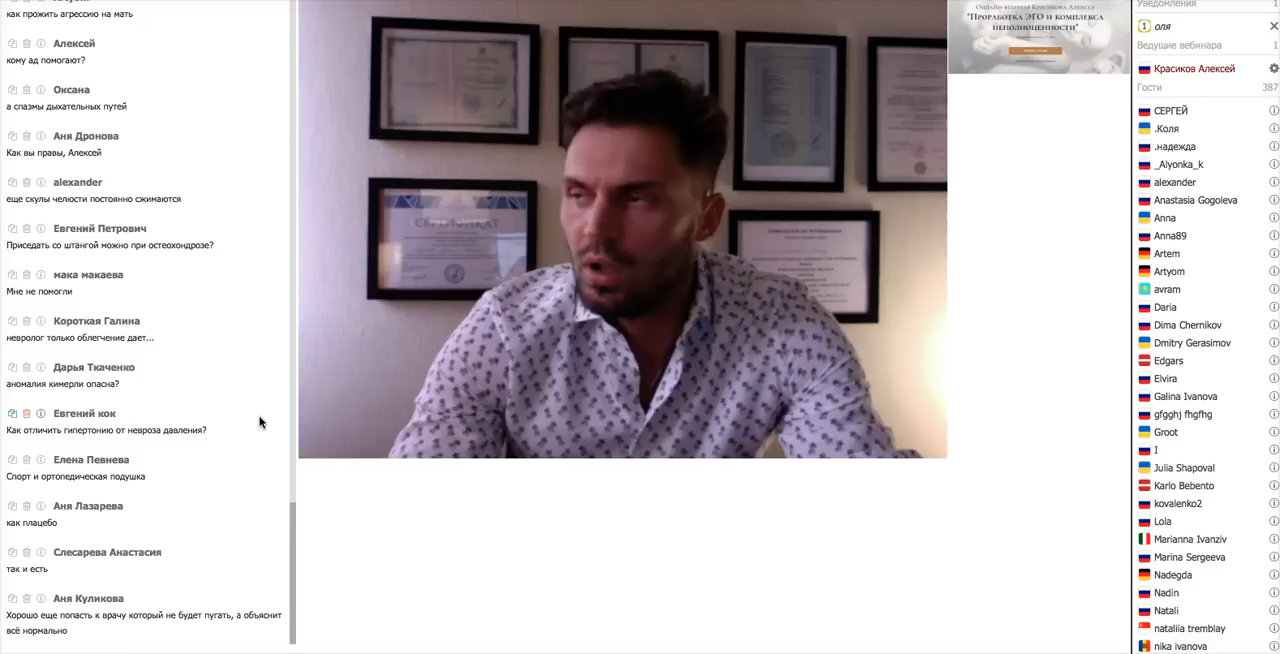 как прожить агрессию на мать
Алексей
кому ад помогают?
Оксана
а спазмы дыхательных путей
Аня Дронова
Как вы правы, Алексей
alexander
еще скулы челюсти постоянно сжимаются
Евгений Петрович
Приседать со штангой можно при остеохондрозе?
мака макаева
Мне не помогли
Короткая Галина
невролог только облегчение дает...
Дарья Ткаченко
аномалия кимерли опасна?
Евгений кок
Как отличить гипертонию от невроза давления?
Елена Певнева
Спорт и ортопедическая подушка
Аня Лазарева
как плацебо
Слесарева Анастасия
так и есть
Аня Куликова
Хорошо еще попасть к врачу который не будет пугать, а объяснит
всё нормально
СЕРТИФИКАТ
Онлайн-вебинар Красикова Алексея
"Проработка ЭГО и комплекса
неполноценности"
Уведомления 1
1 оля
Ведущие вебинара 1
Красиков Алексей
Гости 387
СЕРГЕЙ
.Коля
.надежда
_Aiyonka_k
alexander
Anastasia Gogoleva
Anna
Anna89
Artem
Artyom
avram
Daria
Dima Chernikov
Dmitry Gerasimov
Edgars
Elvira
Galina Ivanova
gfgghj fhgfhg
Groot
I
Julia Shapoval
Karlo Bebento
kovalenko2
Lola
Marianna Ivanziv
Marina Sergeeva
Nadegda
Nadin
Natali
nataliia tremblay
nika ivanova